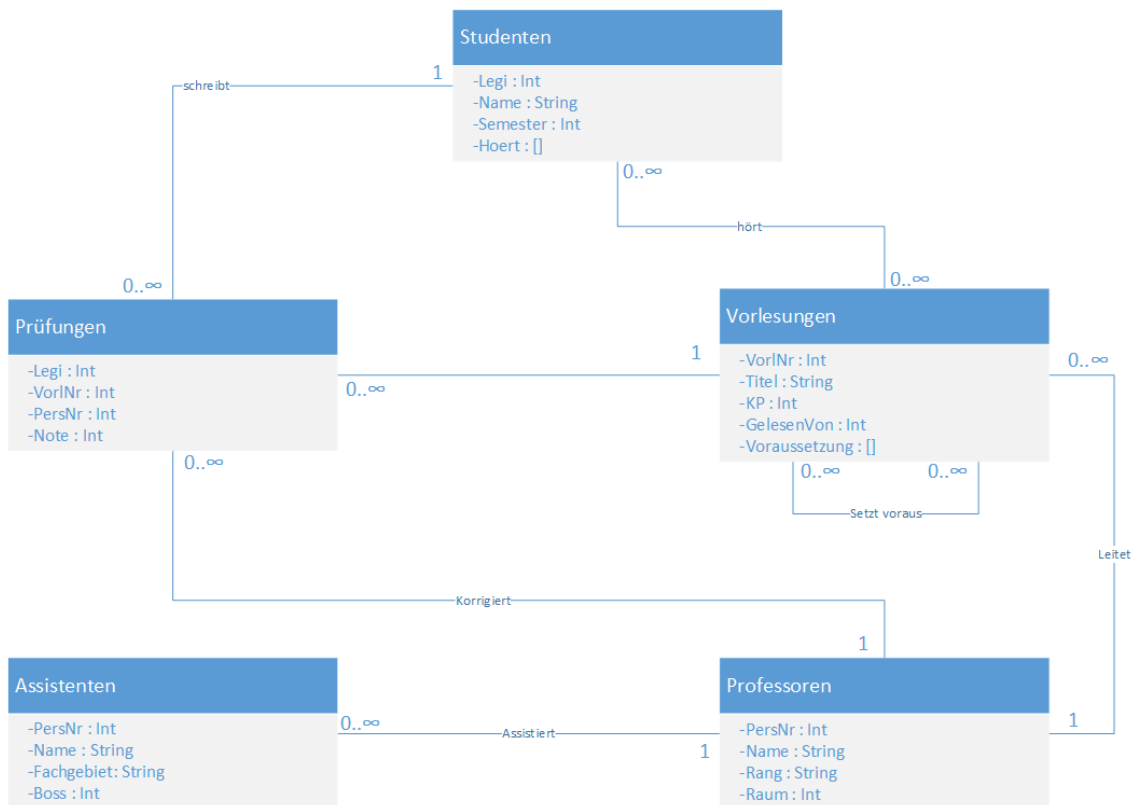 Studenten
-Legi : Int
-Name : String
-Semester : Int
-Hoert : []
1
schreibt
0..∞
hört
0..∞
0..∞
Prüfungen
-Legi : Int
-VorlNr : Int
-PersNr : Int
-Note : Int
0..∞
1
Vorlesungen
-VorlNr : Int
-Titel : String
-KP : Int
-GelesenVon : Int
-Voraussetzung : []
0..∞
0..∞
0..∞
0..∞
Setzt voraus
Leitet
Korrigiert
1
Assistenten
-PersNr : Int
-Name : String
-Fachgebiet: String
-Boss : Int
0..∞
Assistiert
1
Professoren
-PersNr : Int
-Name : String
-Rang : String
-Raum : Int
1